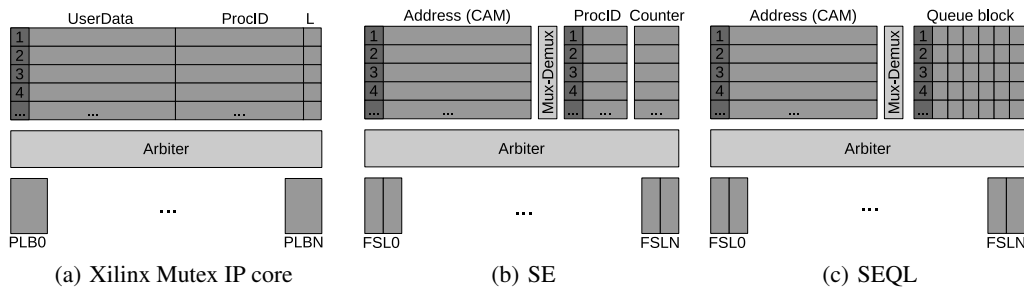 UserData ProcID L
1
2
3
4
... ... ...
Arbiter
...
PLB0 PLBN
(a) Xilinx Mutex IP core
Address (CAM) ProcID Counter
1 1
2 2
3 3
4 4
... ... ... ... ...
Mux-Demux
Arbiter
...
FSL0 FSLN
(b) SE
Address (CAM) Queue block
1 1
2 2
3 3
4 4
... ... ...
Mux-Demux
Arbiter
...
FSL0 FSLN
(c) SEQL